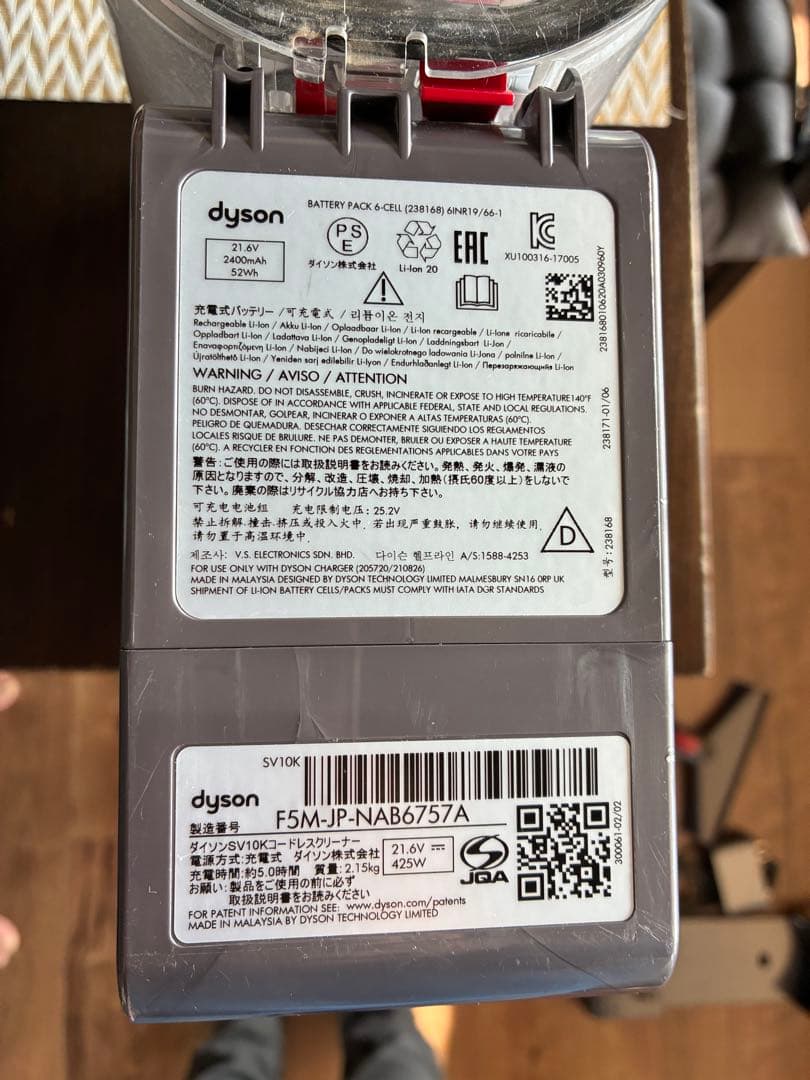 dyson
BATTERY PACK 6-CELL (238168) 6INR19/66-1
21.6V
2400mAh
52Wh
PS
E
ダイソン株式会社
Li-Ion 20
EAC
XU100316-17005
238168010620A030960Y
充電式バッテリー /可充電式 / 리튬이온 전지
Rechargeable Li-Ion / Akku Li-Ion / Oplaadbaar Li-Ion / Li-Ion recargeable / Li-Ione ricaricabile /
Oppladbart Li-Ion / Ladattava Li-Ion / Genopladeligt Li-Ion / Laddningsbart Li-Ion /
Επαναφορτιζόμενη Li-Ion / Nabijeci Li-Ion / Do wielokrotnego ladowania Li-Jona / polnilne Li-Ion /
Újratölthető Li-Ion / Yeniden sarj edilebilir Li-Iyon / Endurhlaðanlegt Li-Ion / Перезаряжающийся Li-Ion
WARNING / AVISO / ATTENTION
BURN HAZARD. DO NOT DISASSEMBLE, CRUSH, INCINERATE OR EXPOSE TO HIGH TEMPERATURE140°F
(60°C). DISPOSE OF IN ACCORDANCE WITH APPLICABLE FEDERAL, STATE AND LOCAL REGULATIONS.
NO DESMONTAR, GOLPEAR, INCINERAR O EXPONER A ALTAS TEMPERATURAS (60°C).
PELIGRO DE QUEMADURA. DESECHAR CORRECTAMENTE SIGUIENDO LOS REGLAMENTOS
LOCALES RISQUE DE BRULURE. NE PAS DEMONTER, BRULER OU EXPOSER A HAUTE TEMPERATURE
(60°C). A RECYCLER EN FONCTION DES REGLEMENTATIONS APPLICABLES DANS VOTRE PAYS
警告:ご使用の際には取扱説明書をお読みください。発熱、発火、爆発、漏液の
原因となりますので、分解、改造、圧壊、焼却、加熱(摂氏60度以上)をしないで
下さい。廃棄の際はリサイクル協力店へお持ち下さい。
可充电电池组 充电限制电压: 25.2V
禁止拆解,撞击,挤压或投入火中. 若出现严重鼓胀, 请勿继续使用.
请勿置于高温环境中.
D
제조사: V.S. ELECTRONICS SDN. BHD. 다이슨 헬프라인 A/S:1588-4253
FOR USE ONLY WITH DYSON CHARGER (205720/210826)
MADE IN MALAYSIA DESIGNED BY DYSON TECHNOLOGY LIMITED MALMESBURY SN16 0RP UK
SHIPMENT OF LI-ION BATTERY CELLS/PACKS MUST COMPLY WITH IATA DGR STANDARDS
238171-01/06
型号: 238168
SV10K
dyson
F5M-JP-NAB6757A
製造番号
ダイソンSV10Kコードレスクリーナー
電源方式:充電式 ダイソン株式会社
充電時間:約5.0時間 質量:2.15kg
お願い:製品をご使用の前に必ず
取扱説明書をお読みください
21.6V
425W
JQA
FOR PATENT INFORMATION SEE: www.dyson.com/patents
MADE IN MALAYSIA BY DYSON TECHNOLOGY LIMITED
300061-02/02